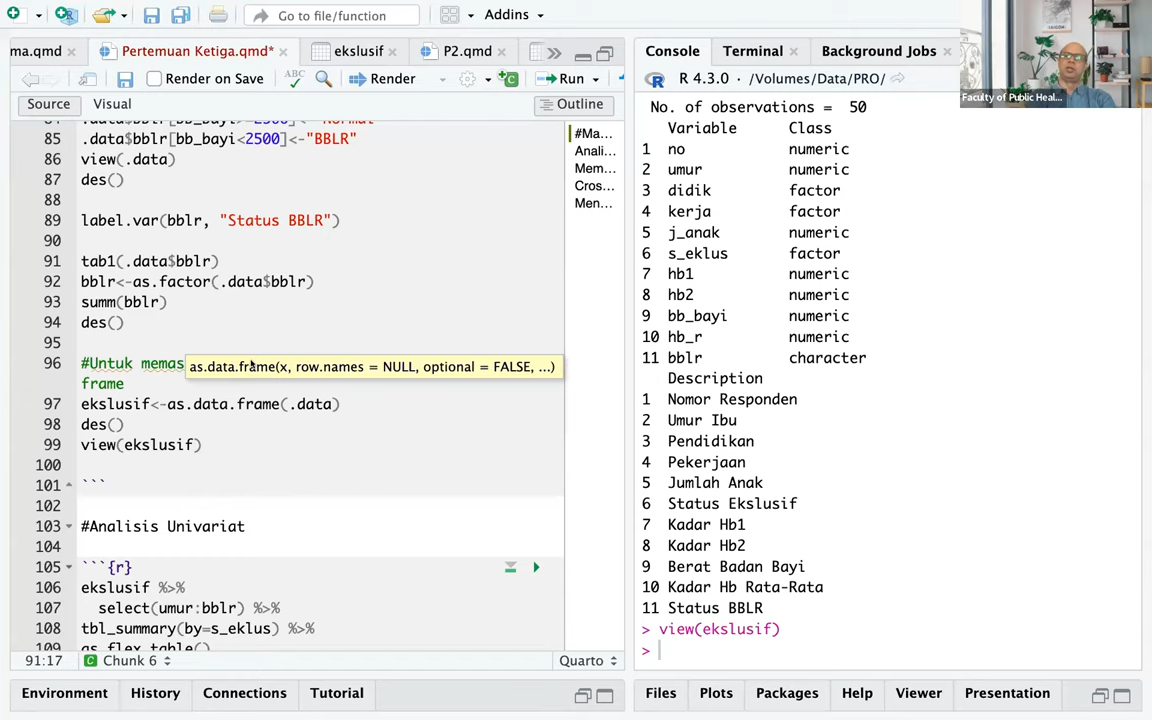 Go to file/function
Addins
ma.qmd
Pertemuan Ketiga.qmd*
ekslusif
P2.qmd
Render on Save
ABC
Render
Run
Source
Visual
Outline
85 .data$bblr[bb_bayi<2500]<-"BBLR"
86 view(.data)
87 des()
88
89 label.var(bblr, "Status BBLR")
90
91 tab1(.data$bblr)
92 bblr<-as.factor(.data$bblr)
93 summ(bblr)
94 des()
95
96 #Untuk memas
as.data.frame(x, row.names = NULL, optional = FALSE, ...)
frame
97 ekslusif<-as.data.frame(.data)
98 des()
99 view(ekslusif)
100
101 ```
102
103 #Analisis Univariat
104
105 ```{r}
106 ekslusif %>%
107 select(umur:bblr) %>%
108 tbl_summary(by=s_eklus) %>%
109 as_flex_table()
#Ma...
Anali...
Mem...
Cros...
Men...
91:17
Chunk 6
Quarto
Environment
History
Connections
Tutorial
Console
Terminal
Background Jobs
R 4.3.0 · /Volumes/Data/PRO/
No. of observations = 50
Variable Class
1 no numeric
2 umur numeric
3 didik factor
4 kerja factor
5 j_anak numeric
6 s_eklus factor
7 hb1 numeric
8 hb2 numeric
9 bb_bayi numeric
10 hb_r numeric
11 bblr character
Description
1 Nomor Responden
2 Umur Ibu
3 Pendidikan
4 Pekerjaan
5 Jumlah Anak
6 Status Ekslusif
7 Kadar Hb1
8 Kadar Hb2
9 Berat Badan Bayi
10 Kadar Hb Rata-Rata
11 Status BBLR
> view(ekslusif)
>
Files
Plots
Packages
Help
Viewer
Presentation
Faculty of Public Heal...